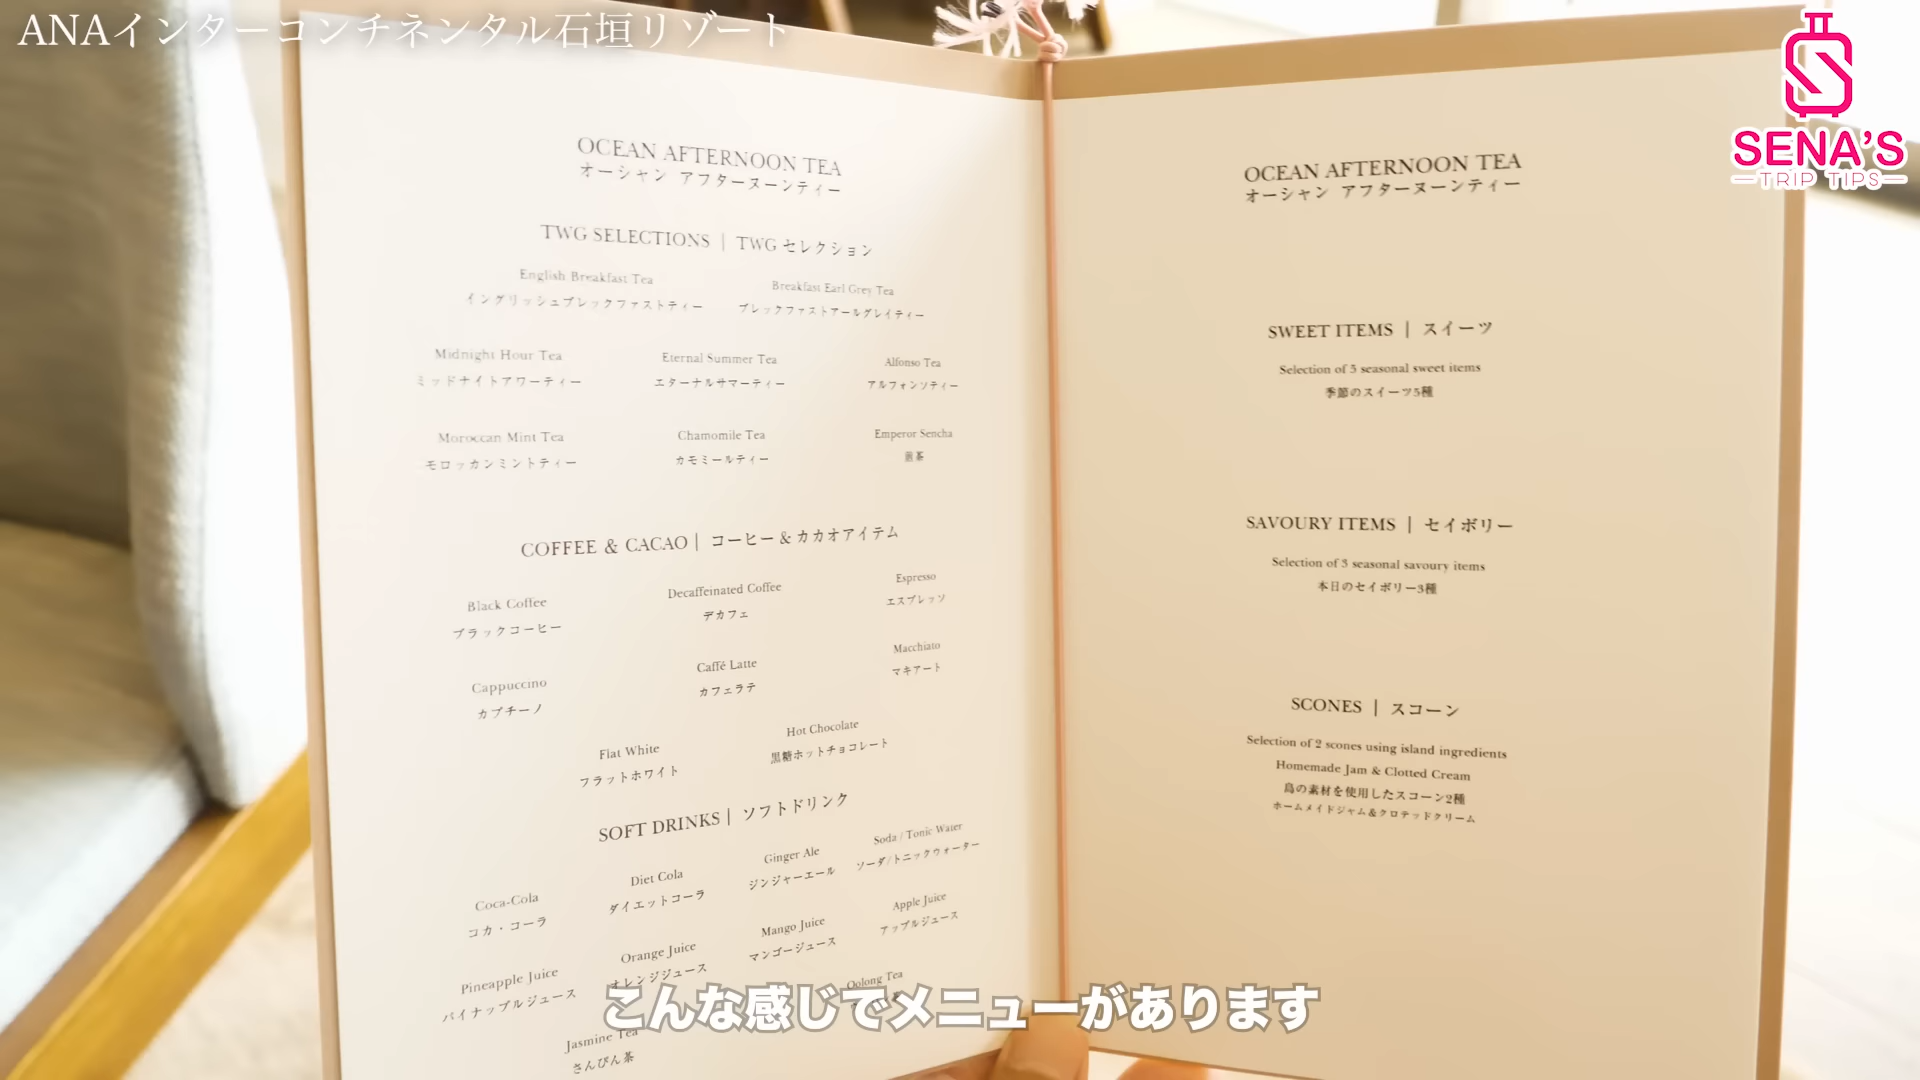 ANAインターコンチネンタル石垣リゾート
SENA'S
TRIP TIPS
OCEAN AFTERNOON TEA
オーシャン アフターヌーンティー
TWG SELECTIONS | TWG セレクション
English Breakfast Tea
イングリッシュブレックファストティー
Breakfast Earl Grey Tea
ブレックファストアールグレイティー
Midnight Hour Tea
ミッドナイトアワーティー
Eternal Summer Tea
エターナルサマーティー
Alfonso Tea
アルフォンソティー
Moroccan Mint Tea
モロッカンミントティー
Chamomile Tea
カモミールティー
Emperor Sencha
煎茶
COFFEE & CACAO | コーヒー & カカオアイテム
Black Coffee
ブラックコーヒー
Decaffeinated Coffee
デカフェ
Espresso
エスプレッソ
Cappuccino
カプチーノ
Caffé Latte
カフェラテ
Macchiato
マキアート
Flat White
フラットホワイト
Hot Chocolate
黒糖ホットチョコレート
SOFT DRINKS | ソフトドリンク
Coca-Cola
コカ・コーラ
Diet Cola
ダイエットコーラ
Ginger Ale
ジンジャーエール
Soda / Tonic Water
ソーダ/トニックウォーター
Pineapple Juice
パイナップルジュース
Orange Juice
オレンジジュース
Mango Juice
マンゴージュース
Apple Juice
アップルジュース
Jasmine Tea
さんぴん茶
Oolong Tea
OCEAN AFTERNOON TEA
オーシャン アフターヌーンティー
SWEET ITEMS | スイーツ
Selection of 5 seasonal sweet items
季節のスイーツ5種
SAVOURY ITEMS | セイボリー
Selection of 3 seasonal savoury items
本日のセイボリー3種
SCONES | スコーン
Selection of 2 scones using island ingredients
Homemade Jam & Clotted Cream
島の素材を使用したスコーン2種
ホームメイドジャム&クロテッドクリーム
こんな感じでメニューがあります